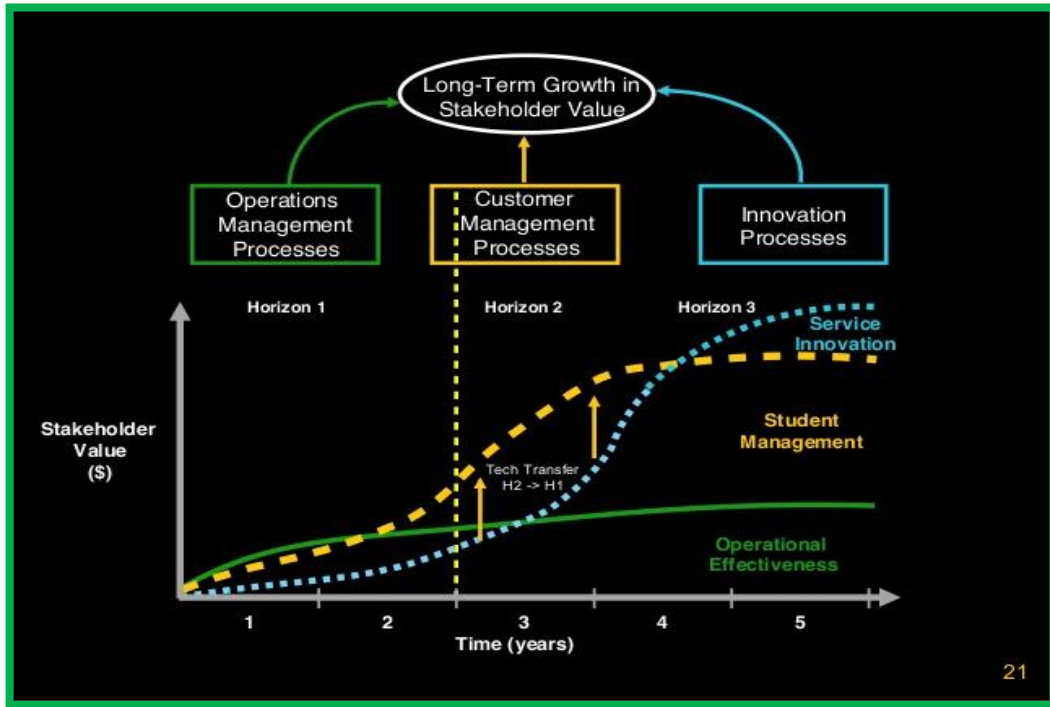 Long-Term Growth in
Stakeholder Value
Operations
Management
Processes
Customer
Management
Processes
Innovation
Processes
Horizon 1
Horizon 2
Horizon 3
Service
Innovation
Stakeholder
Value
($)
Student
Management
Tech Transfer
H2 -> H1
Operational
Effectiveness
1
2
3
4
5
Time (years)
21